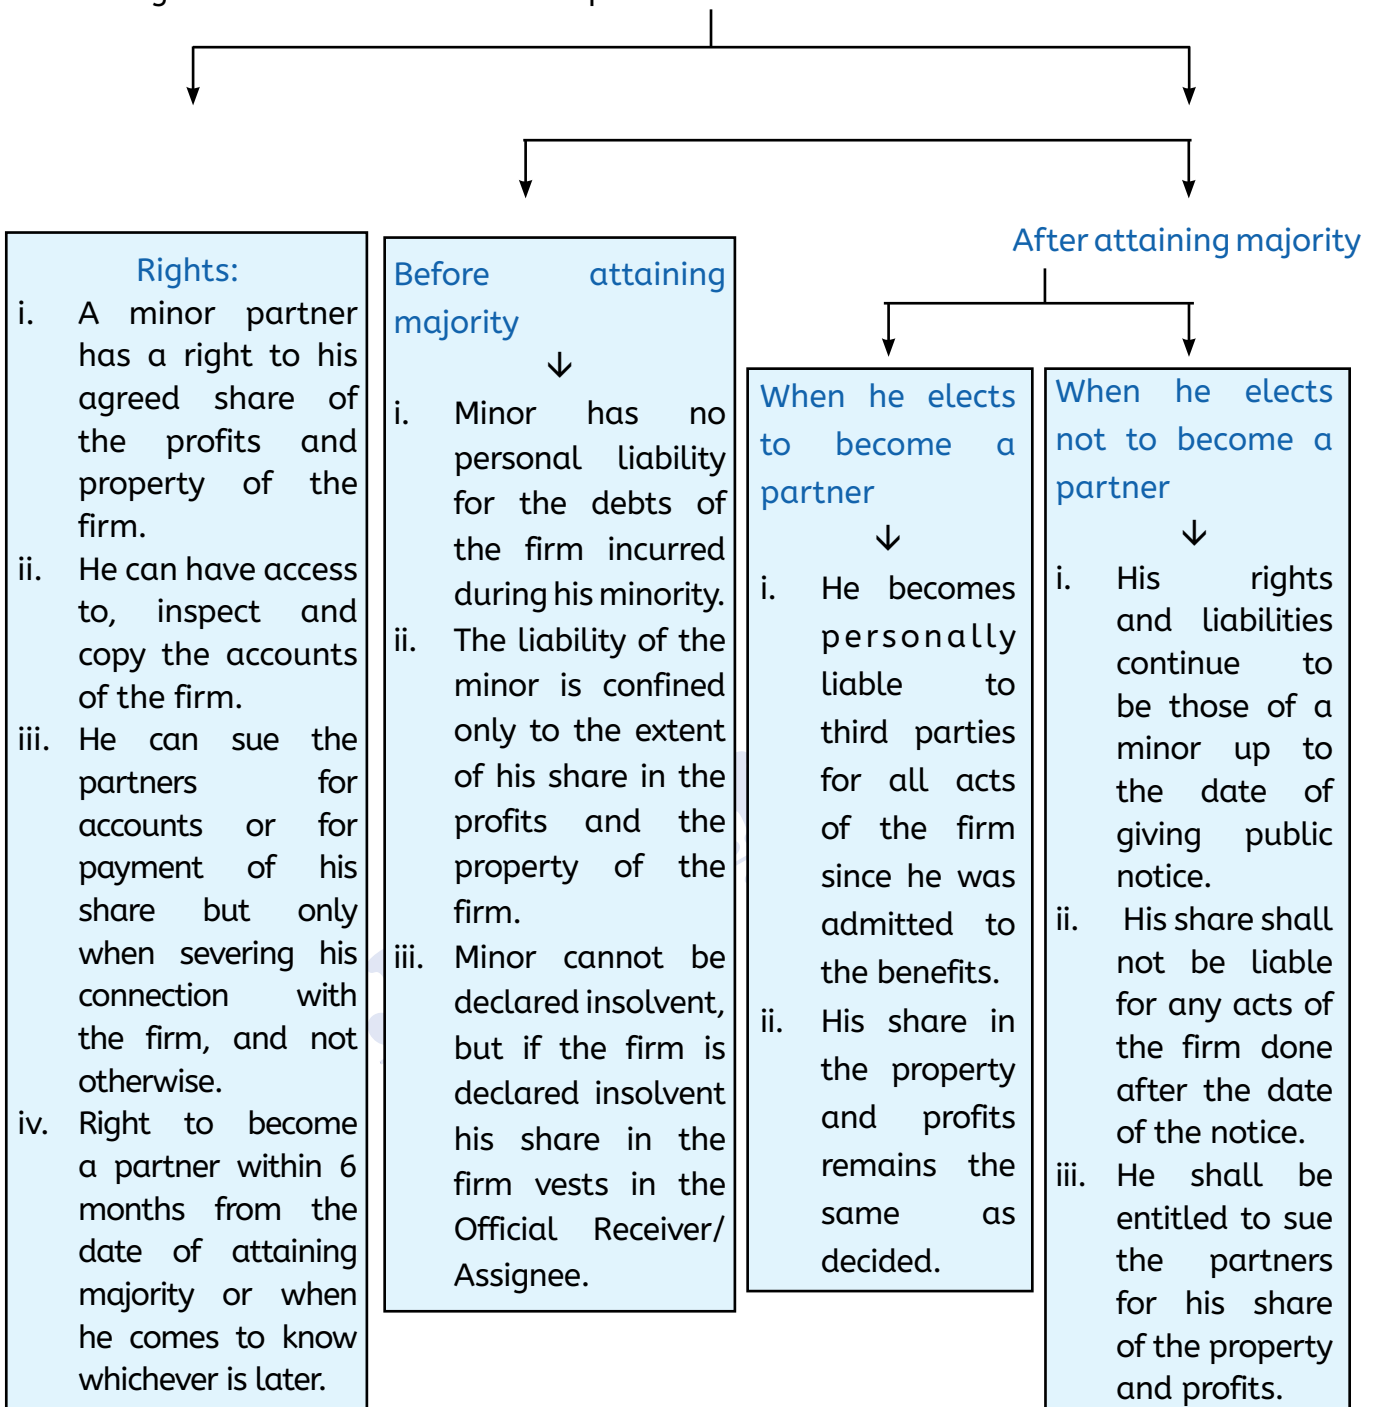 Rights:
i. A minor partner
has a right to his
agreed share of
the profits and
property of the
firm.
ii. He can have access
to, inspect and
copy the accounts
of the firm.
iii. He can sue the
partners for
accounts or for
payment of his
share but only
when severing his
connection with
the firm, and not
otherwise.
iv. Right to become
a partner within 6
months from the
date of attaining
majority or when
he comes to know
whichever is later.
Before attaining
majority
i. Minor has no
personal liability
for the debts of
the firm incurred
during his minority.
ii. The liability of the
minor is confined
only to the extent
of his share in the
profits and the
property of the
firm.
iii. Minor cannot be
declared insolvent,
but if the firm is
declared insolvent
his share in the
firm vests in the
Official Receiver/
Assignee.
After attaining majority
When he elects
to become a
partner
i. He becomes
personally
liable to
third parties
for all acts
of the firm
since he was
admitted to
the benefits.
ii. His share in
the property
and profits
remains the
same as
decided.
When he elects
not to become a
partner
i. His rights
and liabilities
continue to
be those of a
minor up to
the date of
giving public
notice.
ii. His share shall
not be liable
for any acts of
the firm done
after the date
of the notice.
iii. He shall be
entitled to sue
the partners
for his share
of the property
and profits.